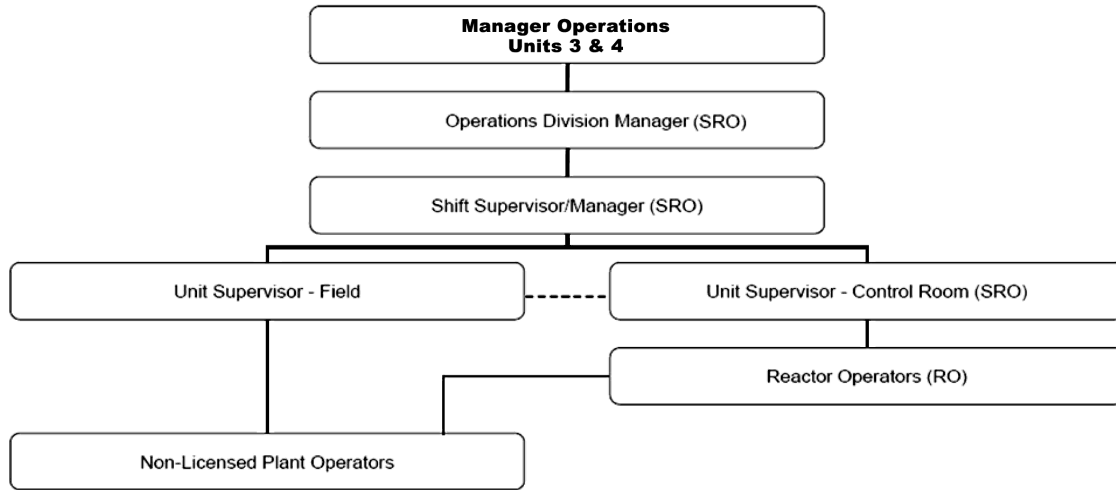 Manager Operations
Units 3 & 4
Operations Division Manager (SRO)
Shift Supervisor/Manager (SRO)
Unit Supervisor - Field
Unit Supervisor - Control Room (SRO)
Reactor Operators (RO)
Non-Licensed Plant Operators